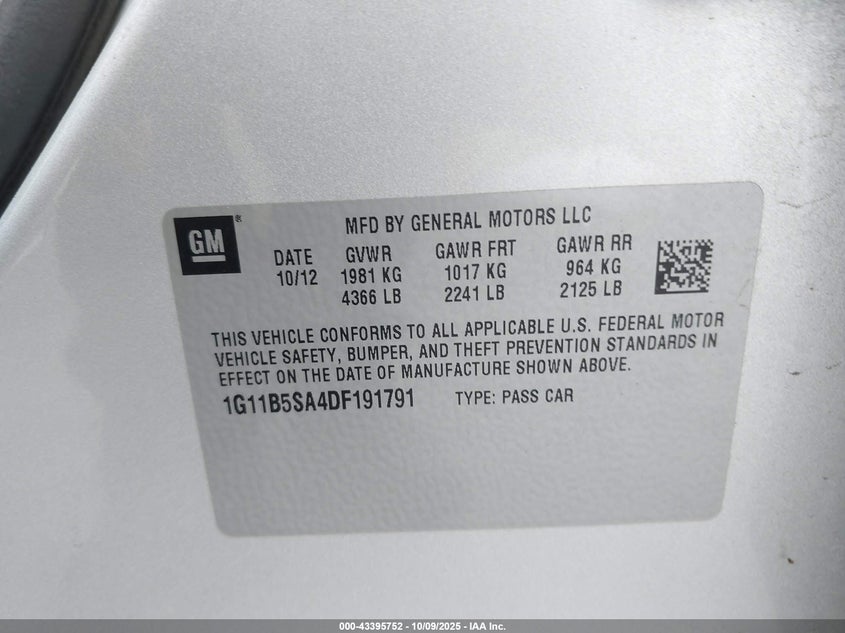 GM®
MFD BY GENERAL MOTORS LLC
DATE GVWR GAWR FRT GAWR RR
10/12 1981 KG 1017 KG 964 KG
4366 LB 2241 LB 2125 LB
THIS VEHICLE CONFORMS TO ALL APPLICABLE U.S. FEDERAL MOTOR
VEHICLE SAFETY, BUMPER, AND THEFT PREVENTION STANDARDS IN
EFFECT ON THE DATE OF MANUFACTURE SHOWN ABOVE.
1G11B5SA4DF191791 TYPE: PASS CAR
000-43395752 - 10/09/2025 - IAA Inc.